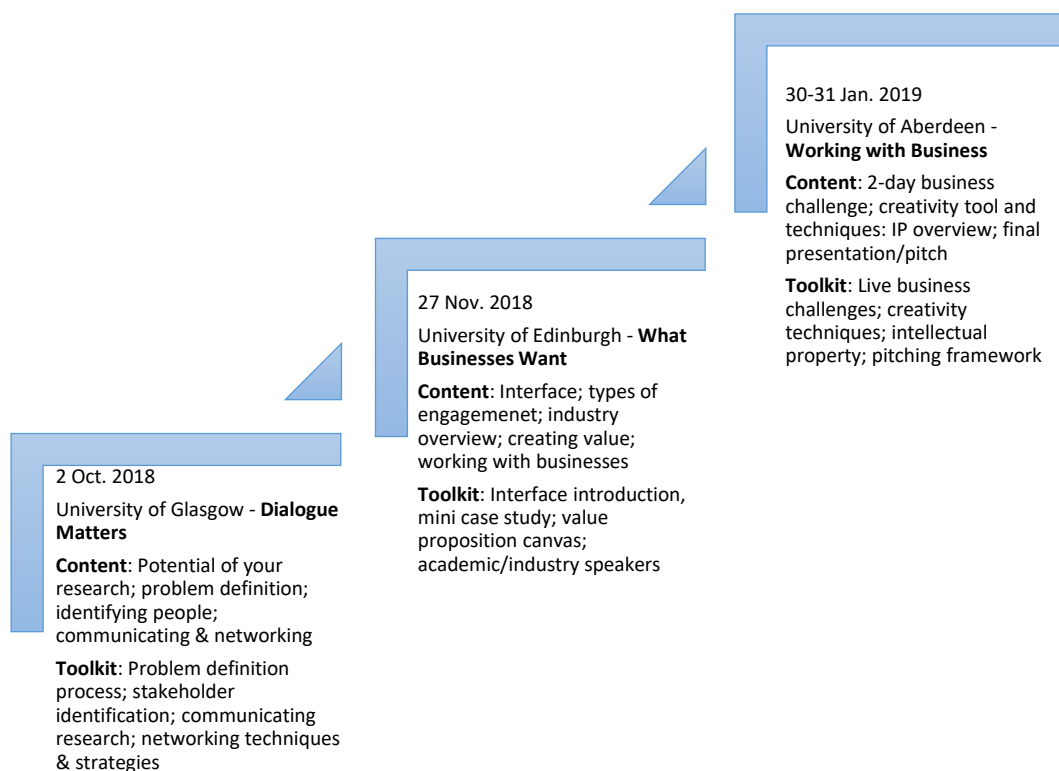 2 Oct. 2018
University of Glasgow - Dialogue
Matters
Content: Potential of your
research; problem definition;
identifying people;
communicating & networking
Toolkit: Problem definition
process; stakeholder
identification; communicating
research; networking techniques
& strategies
27 Nov. 2018
University of Edinburgh - What
Businesses Want
Content: Interface; types of
engagemenet; industry
overview; creating value;
working with businesses
Toolkit: Interface introduction,
mini case study; value
proposition canvas;
academic/industry speakers
30-31 Jan. 2019
University of Aberdeen -
Working with Business
Content: 2-day business
challenge; creativity tool and
techniques: IP overview; final
presentation/pitch
Toolkit: Live business
challenges; creativity
techniques; intellectual
property; pitching framework